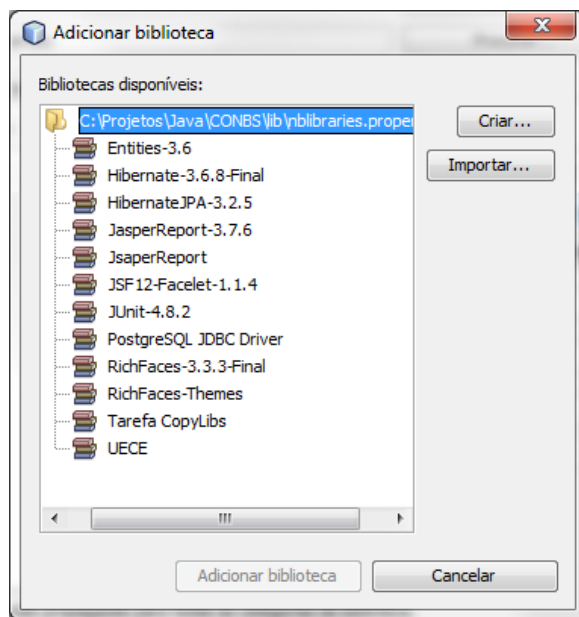 Adicionar biblioteca
Bibliotecas disponíveis:
C:\Projetos\Java\CONBS\lib\nblibraries.proper
Criar...
Entities-3.6
Hibernate-3.6.8-Final
Importar...
HibernateJPA-3.2.5
JasperReport-3.7.6
JsaperReport
JSF12-Facelet-1.1.4
JUnit-4.8.2
PostgreSQL JDBC Driver
RichFaces-3.3.3-Final
RichFaces-Themes
Tarefa CopyLibs
UECE
Adicionar biblioteca
Cancelar